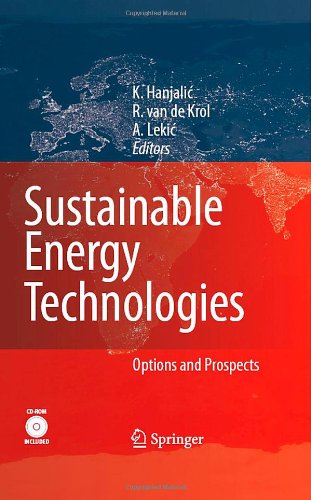 K. Hanjalić
R. van de Krol
A. Lekić
Editors
Sustainable
Energy
Technologies
Options and Prospects
CD-ROM
INCLUDED
Springer